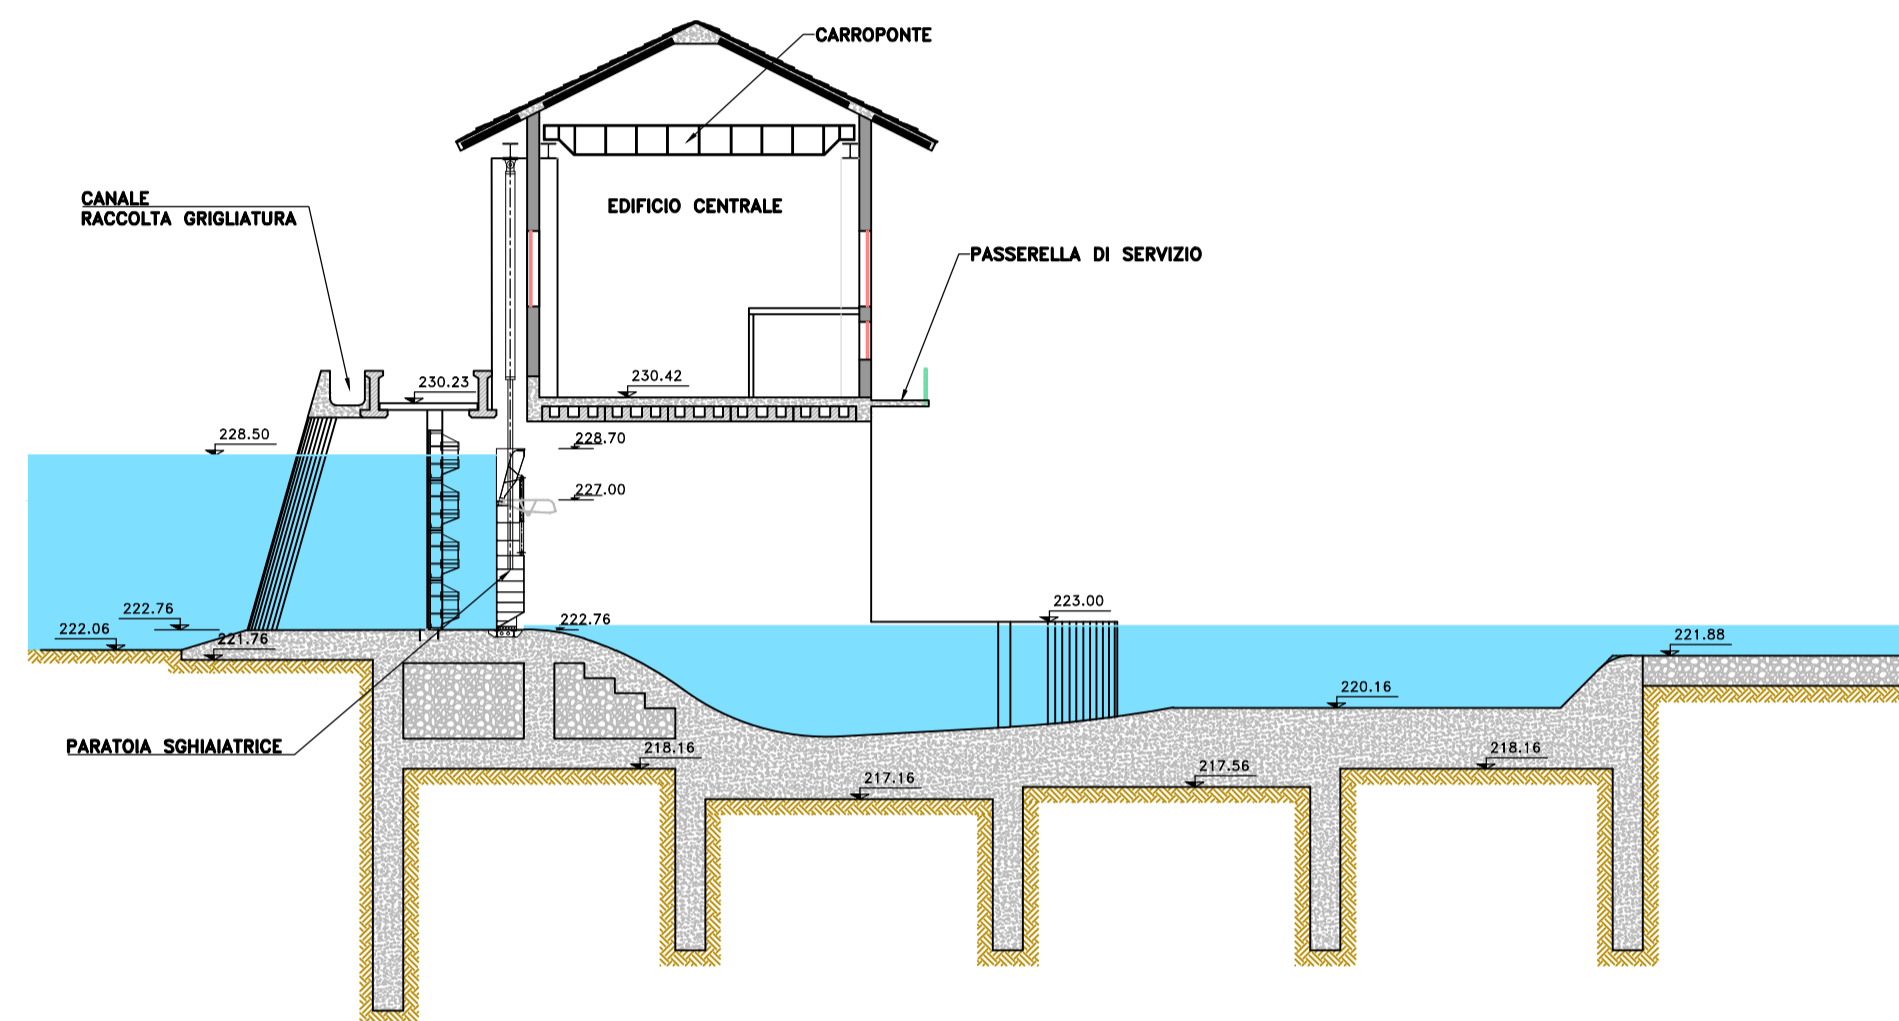 CARROPONTE
CANALE
RACCOLTA GRIGLIATURA
EDIFICIO CENTRALE
PASSERELLA DI SERVIZIO
230.23
230.42
228.50
228.70
227.00
222.76
223.00
222.76
222.06
221.76
221.88
220.16
PARATOIA SGHIAIATRICE
218.16
218.16
217.16
217.56